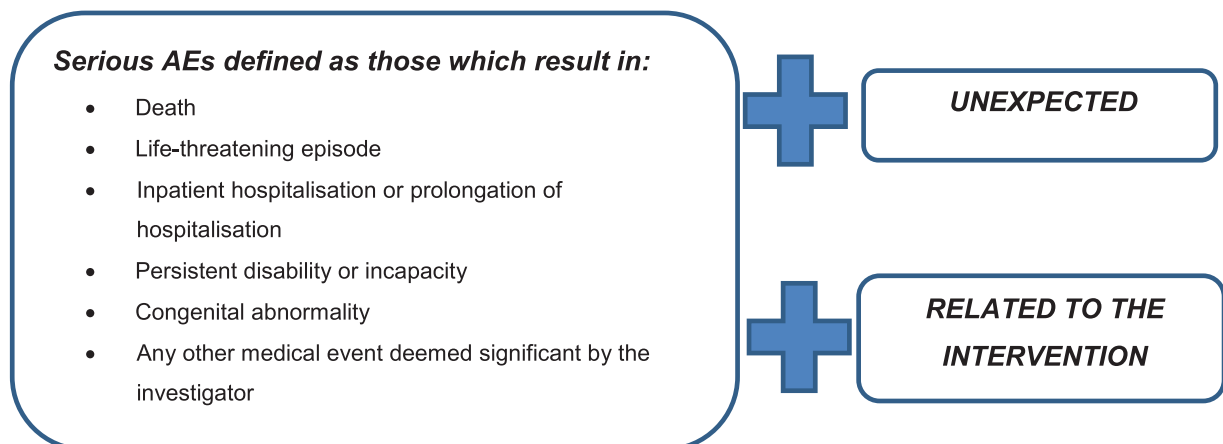 Serious AEs defined as those which result in:
• Death
• Life-threatening episode
• Inpatient hospitalisation or prolongation of
hospitalisation
• Persistent disability or incapacity
• Congenital abnormality
• Any other medical event deemed significant by the
investigator
UNEXPECTED
RELATED TO THE
INTERVENTION